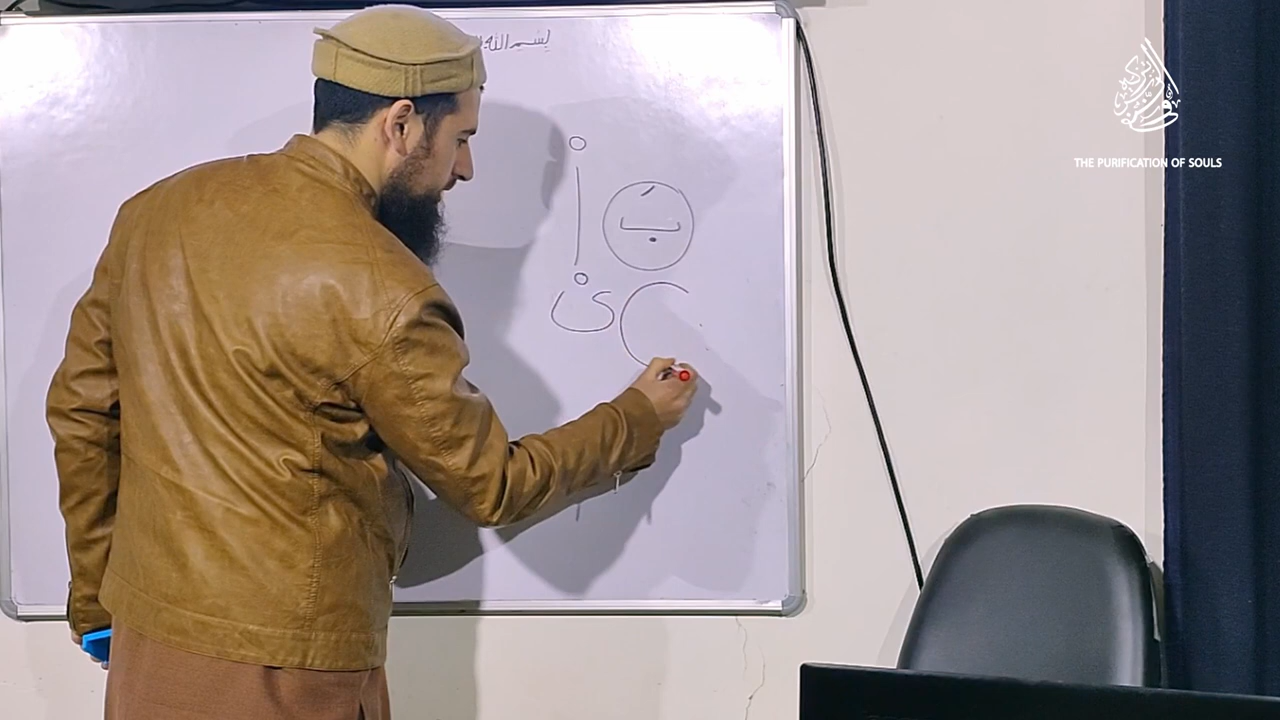 بسم الله
بَ اْ
ىْ
THE PURIFICATION OF SOULS